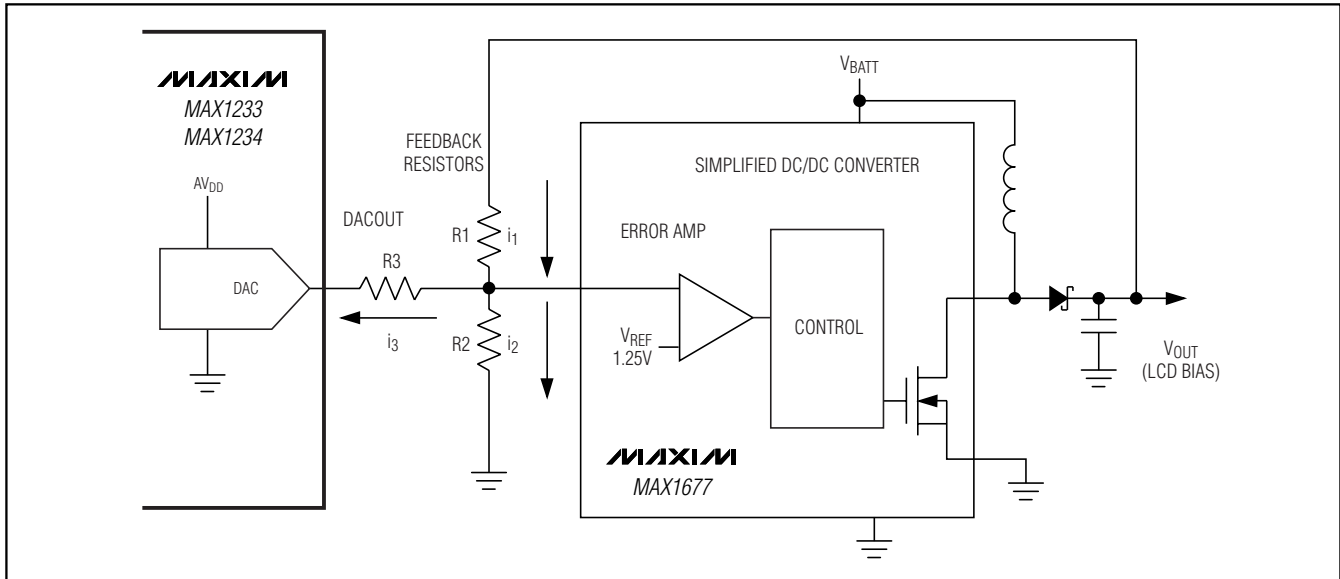 MAXIM
MAX1233
MAX1234
AVDD
DAC
DACOUT
R3
i3
FEEDBACK
RESISTORS
R1
i1
R2
i2
VBATT
SIMPLIFIED DC/DC CONVERTER
ERROR AMP
VREF
1.25V
CONTROL
MAXIM
MAX1677
VOUT
(LCD BIAS)